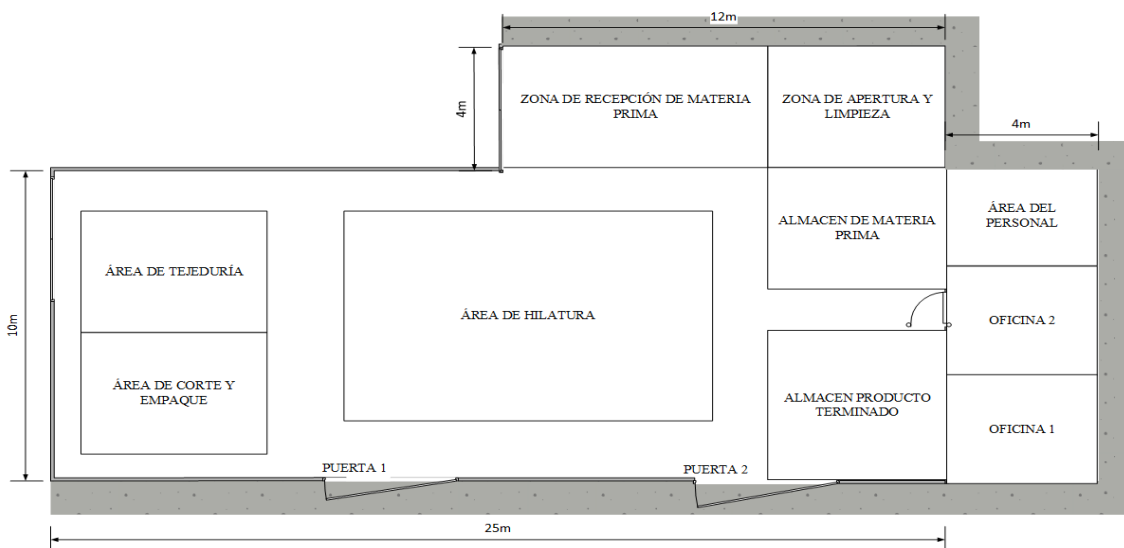 12m
ZONA DE RECEPCIÓN DE MATERIA
PRIMA
ZONA DE APERTURA Y
LIMPIEZA
4m
4m
ALMACEN DE MATERIA
PRIMA
ÁREA DEL
PERSONAL
ÁREA DE TEJEDURÍA
ÁREA DE HILATURA
OFICINA 2
10m
ÁREA DE CORTE Y
EMPAQUE
ALMACEN PRODUCTO
TERMINADO
OFICINA 1
PUERTA 1
PUERTA 2
25m